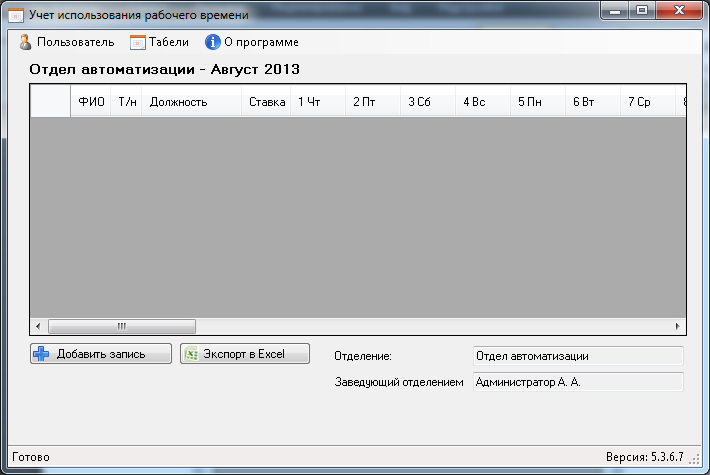 Учет использования рабочего времени
Пользователь Табели О программе
Отдел автоматизации - Август 2013
ФИО Т/н Должность Ставка 1 Чт 2 Пт 3 Сб 4 Вс 5 Пн 6 Вт 7 Ср
Добавить запись Экспорт в Excel Отделение: Отдел автоматизации
Заведующий отделением Администратор А. А.
Готово Версия: 5.3.6.7